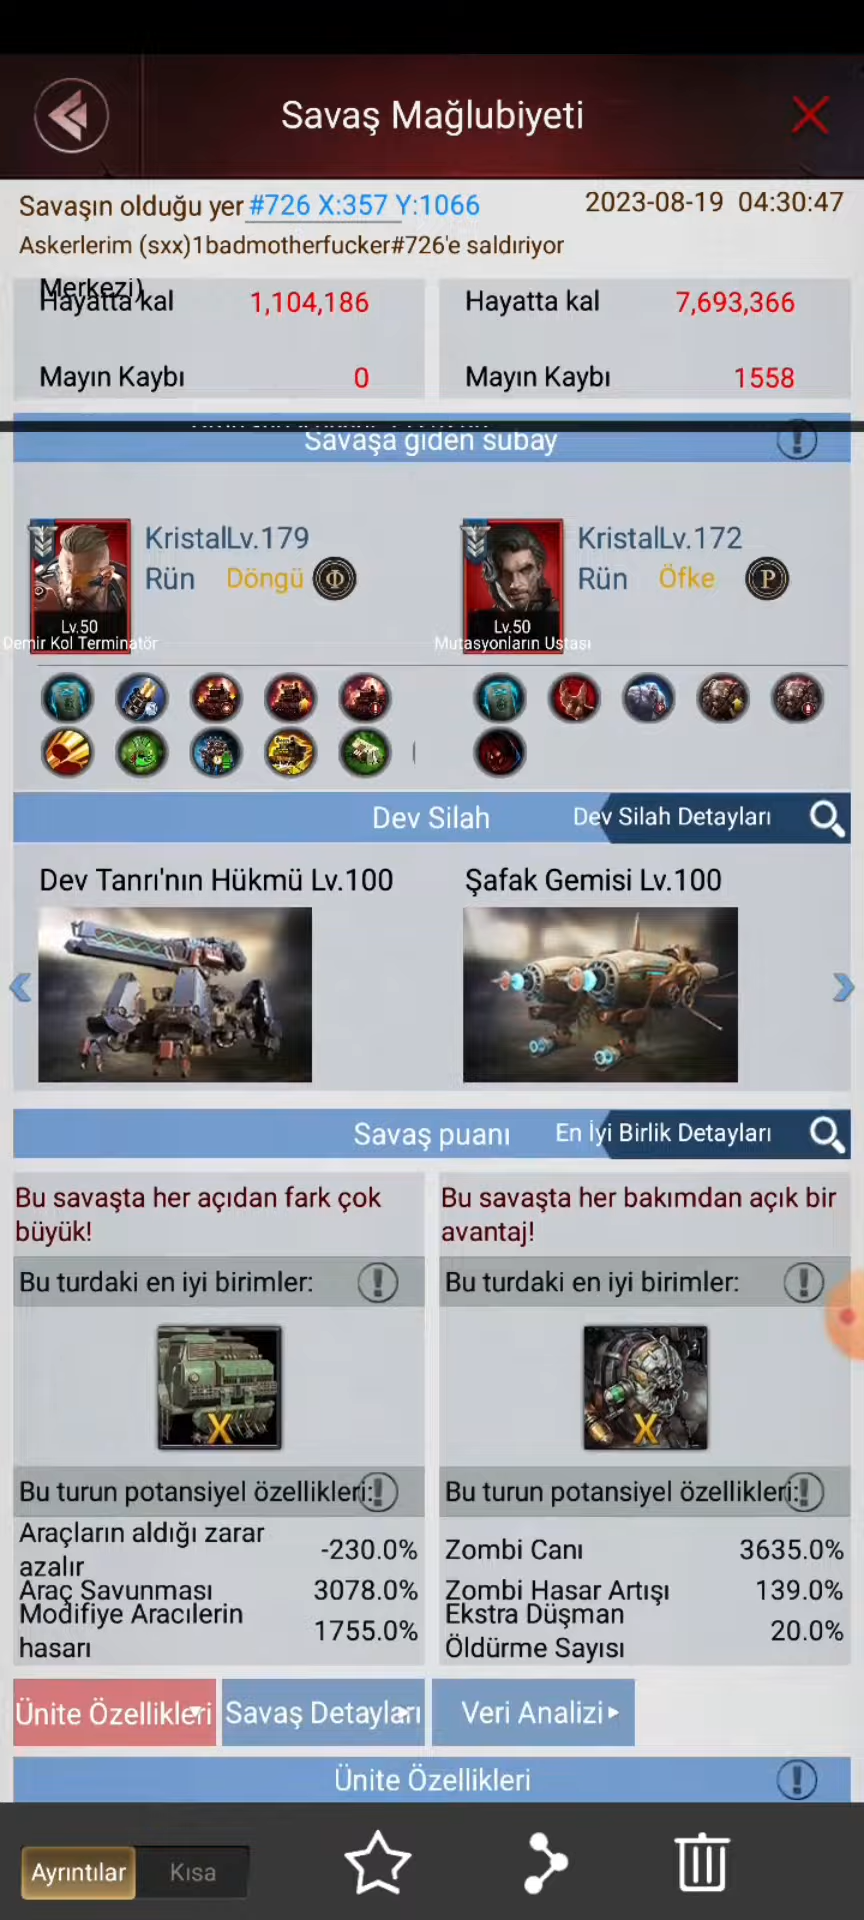 Savaş Mağlubiyeti
Savaşın olduğu yer #726 X:357 Y:1066 2023-08-19 04:30:47
Askerlerim (sxx)1badmotherfucker#726'e saldırıyor
Merkezi)
Hayatta kal 1,104,186 Hayatta kal 7,693,366
Mayın Kaybı 0 Mayın Kaybı 1558
Savaşa giden subay
KristalLv.179 KristalLv.172
Rün Döngü Φ Rün Öfke P
Lv.50 Lv.50
Demir Kol Terminatör Mutasyonların Ustası
Dev Silah Dev Silah Detayları
Dev Tanrı'nın Hükmü Lv.100 Şafak Gemisi Lv.100
Savaş puanı En İyi Birlik Detayları
Bu savaşta her açıdan fark çok Bu savaşta her bakımdan açık bir
büyük! avantaj!
Bu turdaki en iyi birimler: Bu turdaki en iyi birimler:
X X
Bu turun potansiyel özellikleri: Bu turun potansiyel özellikleri:
Araçların aldığı zarar
azalır -230.0% Zombi Canı 3635.0%
Araç Savunması 3078.0% Zombi Hasar Artışı 139.0%
Modifiye Aracılerin Ekstra Düşman
hasarı 1755.0% Öldürme Sayısı 20.0%
Ünite Özellikleri Savaş Detayları Veri Analizi
Ünite Özellikleri
Ayrıntılar Kısa